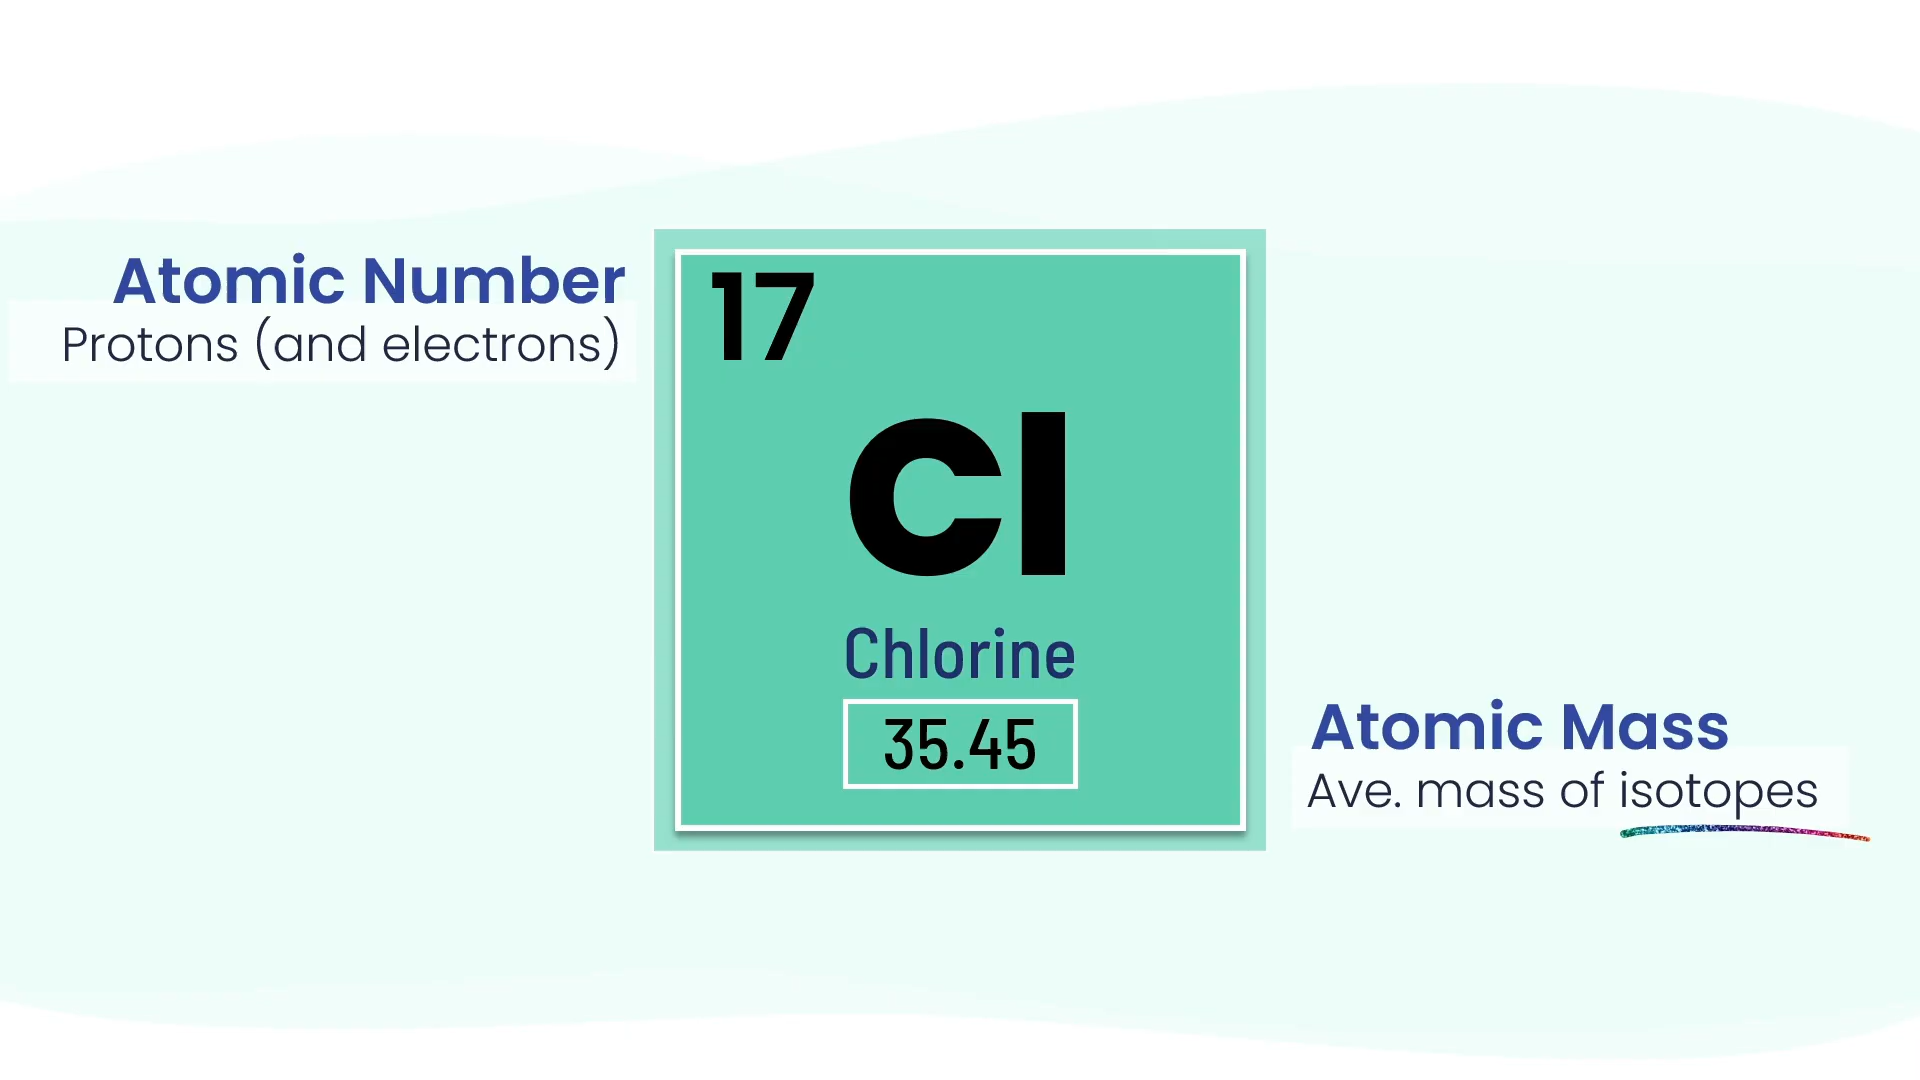 Atomic Number
Protons (and electrons)
17
Cl
Chlorine
35.45
Atomic Mass
Ave. mass of isotopes